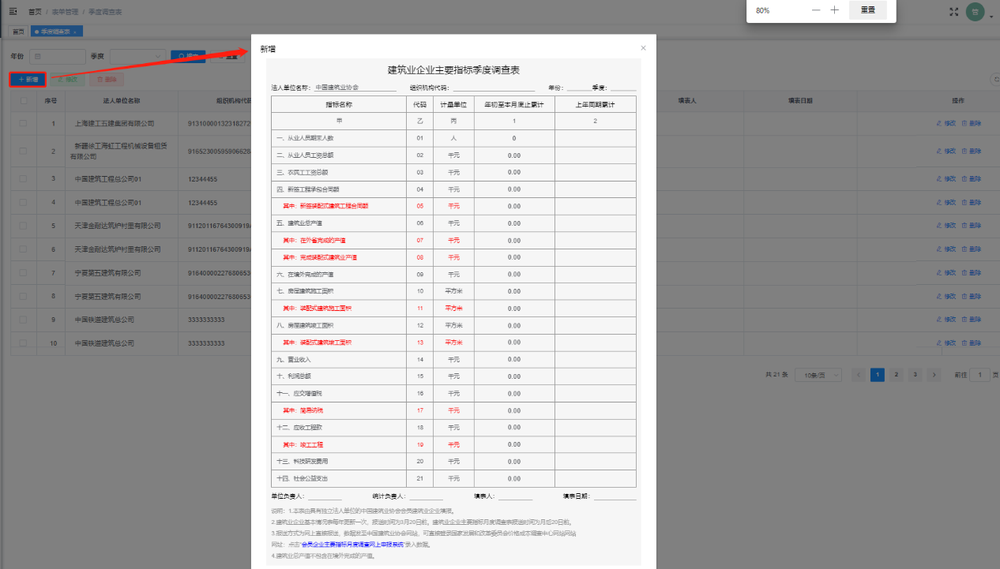 首页 / 表单管理 / 季度调查表
80%
重置
首页
季度调查表
年份
季度
搜索
重置
新增
修改
删除
序号 法人单位名称 组织机构代码 填表人 填表日期 操作
1 上海建工五建集团有限公司 91310000132318272 修改 删除
2 新疆铱工海虹工程机械设备租赁有限公司 修改 删除
3 中国建筑工程总公司01 12344455 修改 删除
4 中国建筑工程总公司01 12344455 修改 删除
5 天津金耐达筑炉衬里有限公司 修改 删除
6 天津金耐达筑炉衬里有限公司 修改 删除
7 宁夏第五建筑有限公司 91640000227680653 修改 删除
8 宁夏第五建筑有限公司 91640000227680653 修改 删除
9 中国铁道建筑总公司 3333333333 修改 删除
10 中国铁道建筑总公司 3333333333 修改 删除
共 21 条 10条/页 1 2 3 前往 1 页
新增
建筑业企业主要指标季度调查表
法人单位名称: 中国建筑业协会 组织机构代码: 年份: 季度:
指标名称 代码 计量单位 年初至本月底止累计 上年同期累计
甲 乙 丙 1 2
一、从业人员期末人数 01 人 0
二、从业人员工资总额 02 千元 0.00
三、农民工工资总额 03 千元 0.00
四、新签工程承包合同额 04 千元 0.00
其中: 新签装配式建筑工程合同额 05 千元 0.00
五、建筑业总产值 06 千元 0.00
其中: 在外省完成的产值 07 千元 0.00
其中: 完成装配式建筑业产值 08 千元 0.00
六、在境外完成的产值 09 千元 0.00
七、房屋建筑施工面积 10 平方米 0.00
其中: 装配式建筑施工面积 11 平方米 0.00
八、房屋建筑竣工面积 12 平方米 0.00
其中: 装配式建筑竣工面积 13 平方米 0.00
九、营业收入 14 千元 0.00
十、利润总额 15 千元 0.00
十一、应交增值税 16 千元 0.00
其中: 简易纳税 17 千元 0.00
十二、应收工程款 18 千元 0.00
其中: 竣工工程 19 千元 0.00
十三、科技研发费用 20 千元 0.00
十四、社会公益支出 21 千元 0.00
单位负责人: 统计负责人: 填表人: 填表日期:
说明: 1.本表由具有独立法人单位的中国建筑业协会会员建筑业企业填报。
2.建筑业企业基本情况表每年更新一次，报送时间为3月20日前。建筑业企业主要指标月度调查表报送时间为月后20日前。
3.报送方式为网上直接报送，数据发至中国建筑业协会网站，可直接登录国家发展和改革委员会价格成本调查中心网站网站
网址: 点击"会员企业主要指标月度调查网上申报系统"录入数据。
4.建筑业总产值不包含在境外完成的产值。